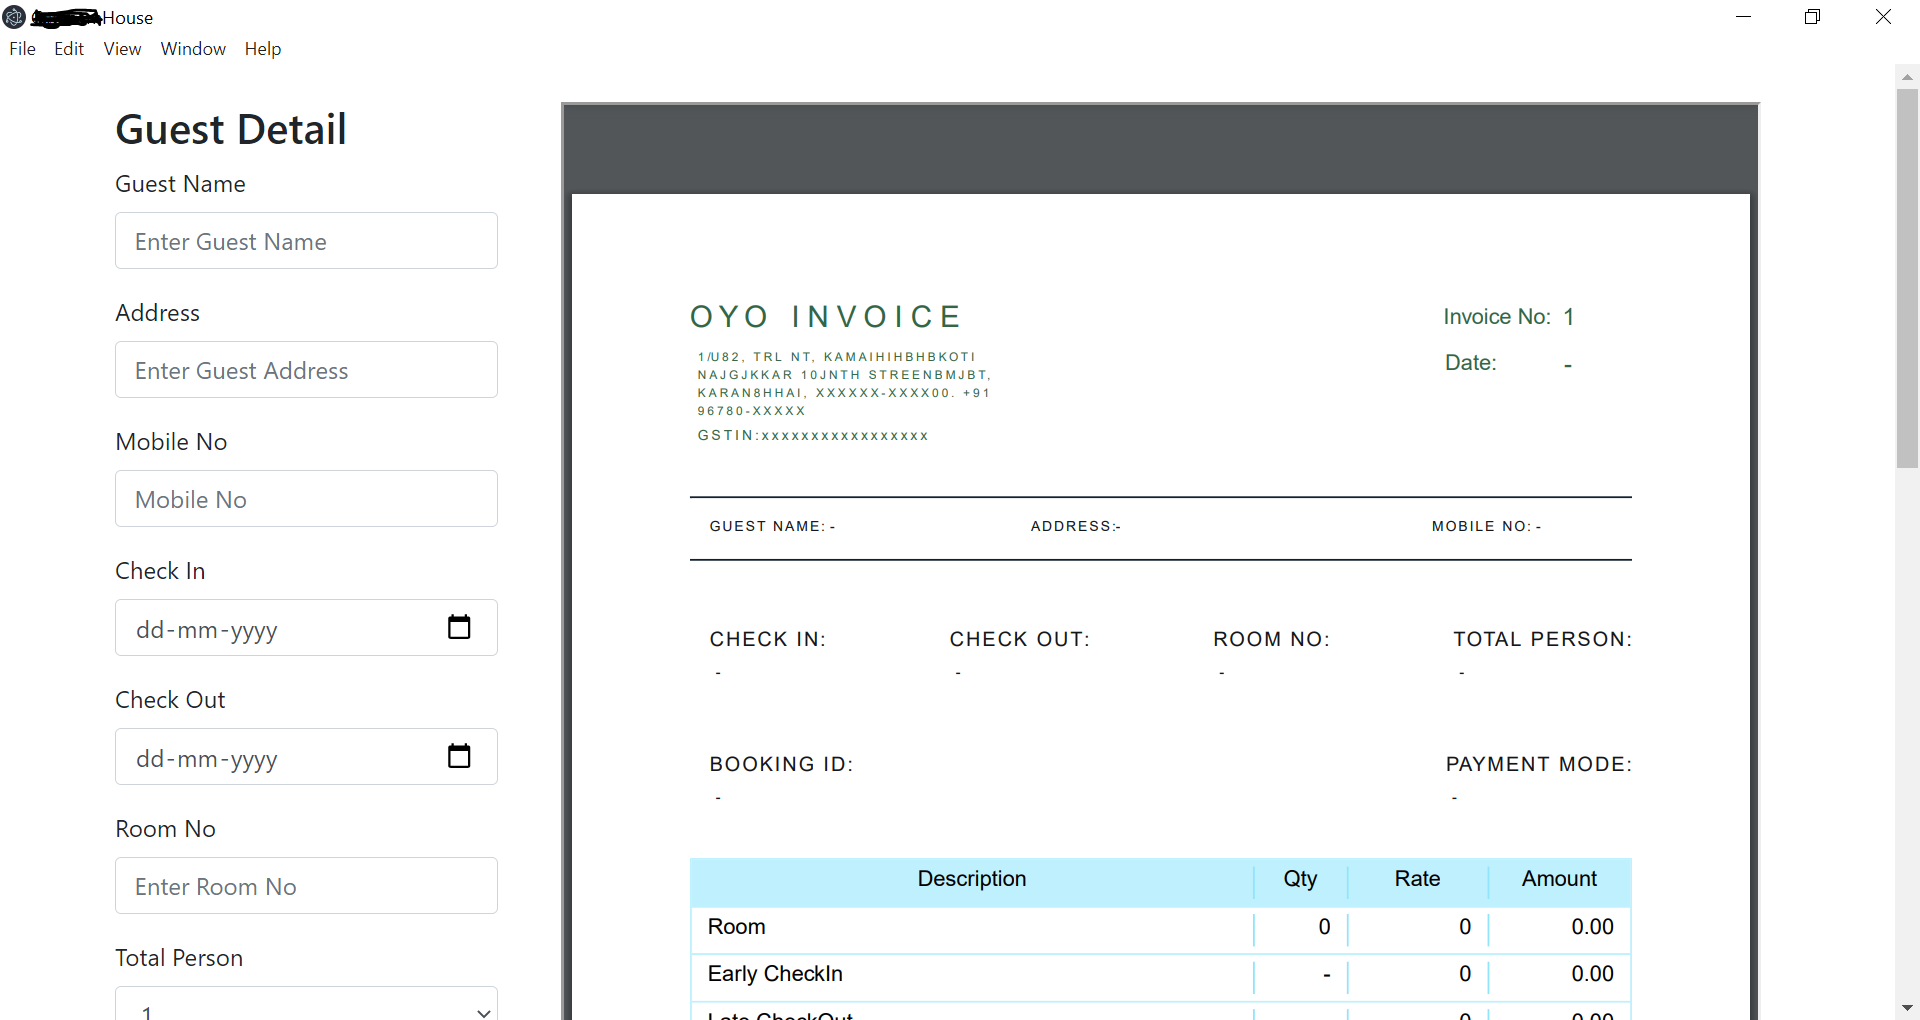 House
File Edit View Window Help
Guest Detail
Guest Name
Enter Guest Name
Address
Enter Guest Address
Mobile No
Mobile No
Check In
dd-mm-yyyy
Check Out
dd-mm-yyyy
Room No
Enter Room No
Total Person
1
OYO INVOICE
Invoice No: 1
1/U82, TRL NT, KAMAIHIHBHBKOTI
NAJGJKKAR 10JNTH STREENBMJBT,
KARAN8HHAI, XXXXXX-XXXX00. +91
96780-XXXXX
Date: -
GSTIN:xxxxxxxxxxxxxxxxx
GUEST NAME: - ADDRESS:- MOBILE NO: -
CHECK IN: CHECK OUT: ROOM NO: TOTAL PERSON:
- - - -
BOOKING ID: PAYMENT MODE:
- -
Description Qty Rate Amount
Room 0 0 0.00
Early CheckIn - 0 0.00
Late CheckOut 0 0.00